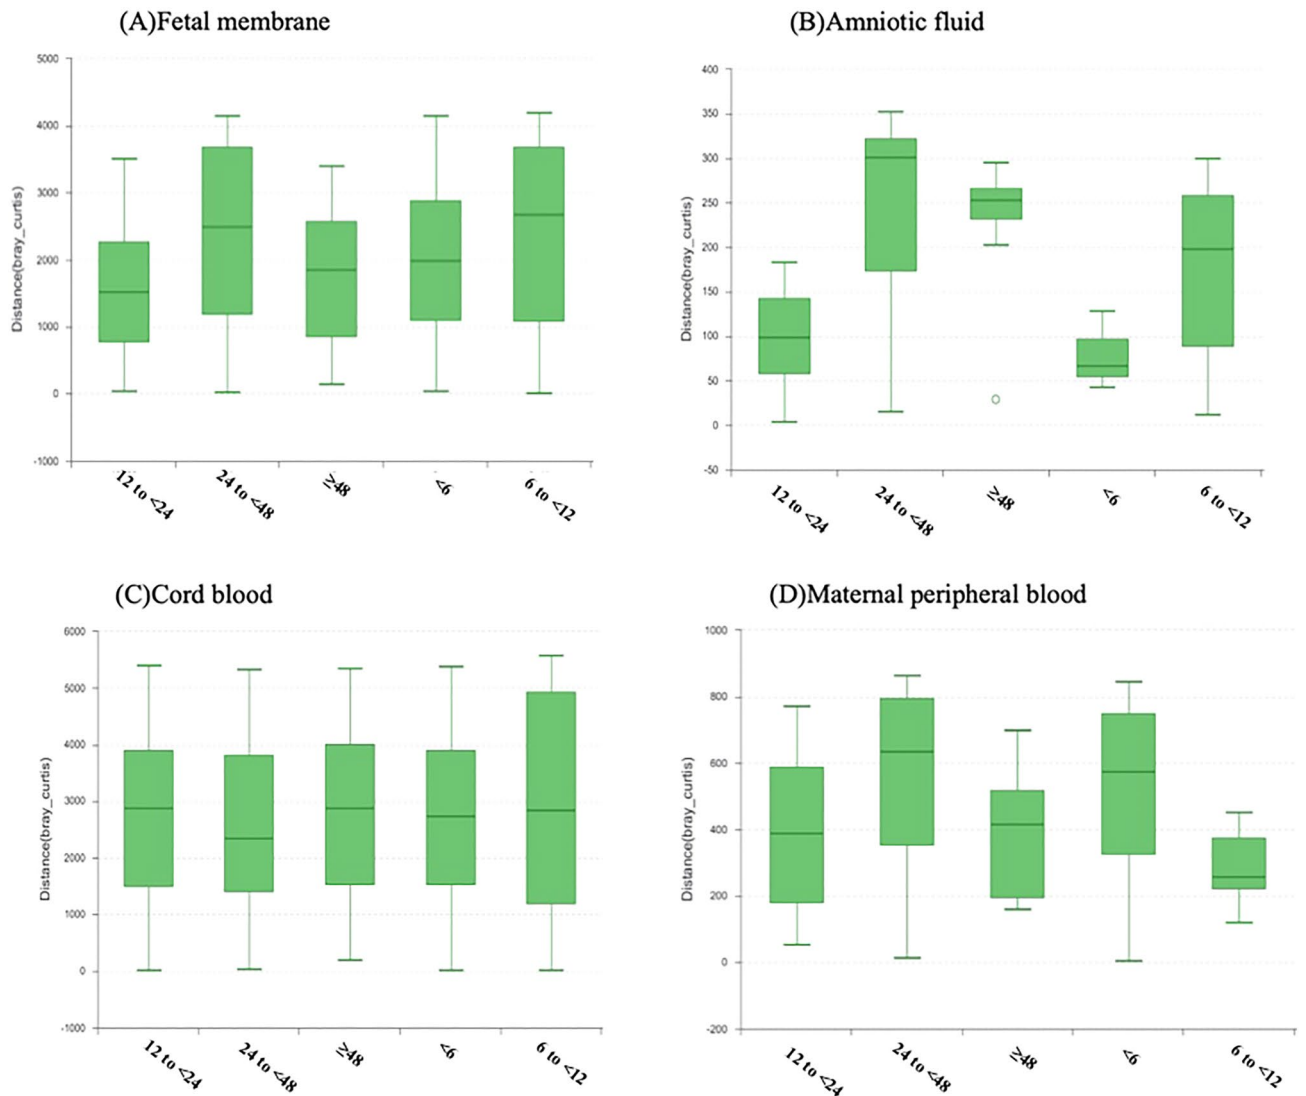 (A)Fetal membrane
5000
4000
3000
2000
1000
0
-1000
Distance(bray_curtis)
12 to <24
24 to <48
≥48
<6
6 to <12
(B)Amniotic fluid
400
350
300
250
200
150
100
50
0
-50
Distance(bray_curtis)
12 to <24
24 to <48
≥48
<6
6 to <12
(C)Cord blood
6000
5000
4000
3000
2000
1000
0
-1000
Distance(bray_curtis)
12 to <24
24 to <48
≥48
<6
6 to <12
(D)Maternal peripheral blood
1000
800
600
400
200
0
-200
Distance(bray_curtis)
12 to <24
24 to <48
≥48
<6
6 to <12